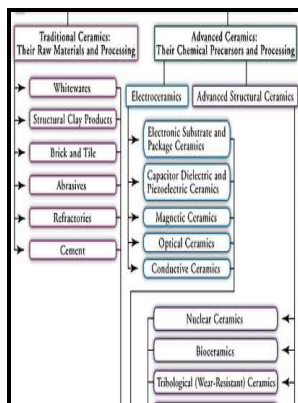 Traditional Ceramics:
Their Raw Materials and Processing
Advanced Ceramics:
Their Chemical Precursors and Processing
Whitewares
Structural Clay Products
Brick and Tile
Abrasives
Refractories
Cement
Electroceramics
Advanced Structural Ceramics
Electronic Substrate and
Package Ceramics
Capacitor Dielectric and
Piezoelectric Ceramics
Magnetic Ceramics
Optical Ceramics
Conductive Ceramics
Nuclear Ceramics
Bioceramics
Tribological (Wear-Resistant) Ceramics